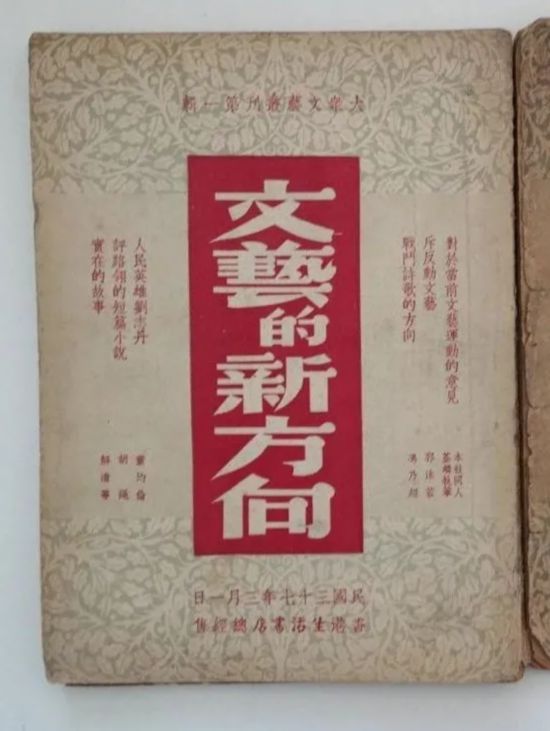 大衆文藝叢刊第一輯
文藝的新方向
對於當前文藝運動的意見
斥反動文藝
戰鬥詩歌的方向
本社同人
荃麟執筆
郭沫若
馮乃超
人民英雄劉志丹
評路翎的短篇小說
實在的故事
董均倫
胡繩
解清等
民國三十七年三月一日
香港生活書店總經售